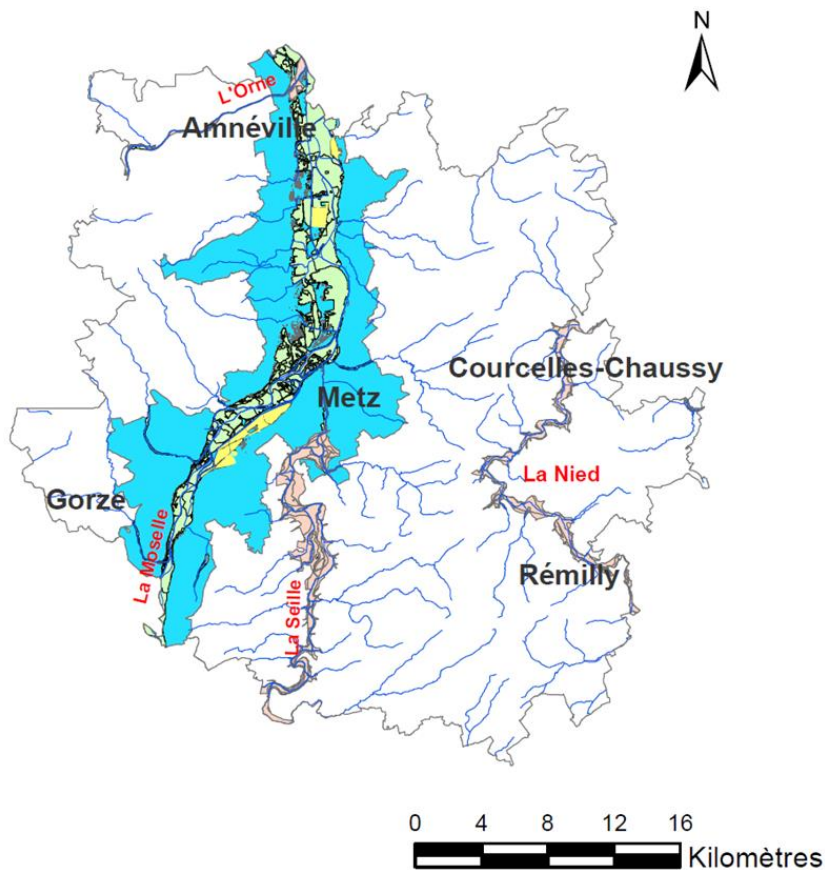 N
L'Orne
Amnéville
Courcelles-Chaussy
Metz
La Nied
Gorze
La Moselle
Rémilly
La Seille
0 4 8 12 16
Kilomètres